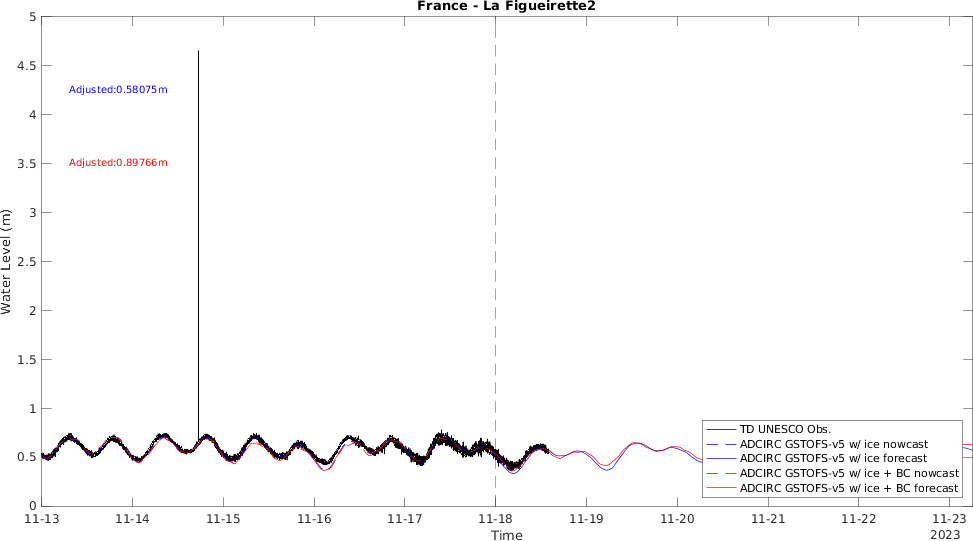 France - La Figueirette2
5
4.5
4
3.5
3
2.5
2
1.5
1
0.5
0
Water Level (m)
Adjusted:0.58075m
Adjusted:0.89766m
TD UNESCO Obs.
ADCIRC GSTOFS-v5 w/ ice nowcast
ADCIRC GSTOFS-v5 w/ ice forecast
ADCIRC GSTOFS-v5 w/ ice + BC nowcast
ADCIRC GSTOFS-v5 w/ ice + BC forecast
11-13 11-14 11-15 11-16 11-17 11-18 11-19 11-20 11-21 11-22 11-23
Time
2023